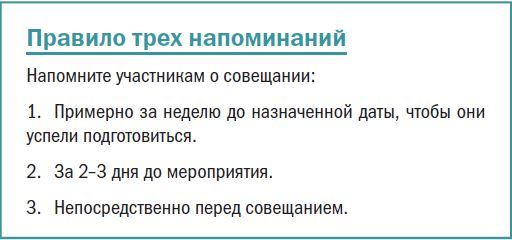 Правило трех напоминаний
Напомните участникам о совещании:
1. Примерно за неделю до назначенной даты, чтобы они
успели подготовиться.
2. За 2–3 дня до мероприятия.
3. Непосредственно перед совещанием.